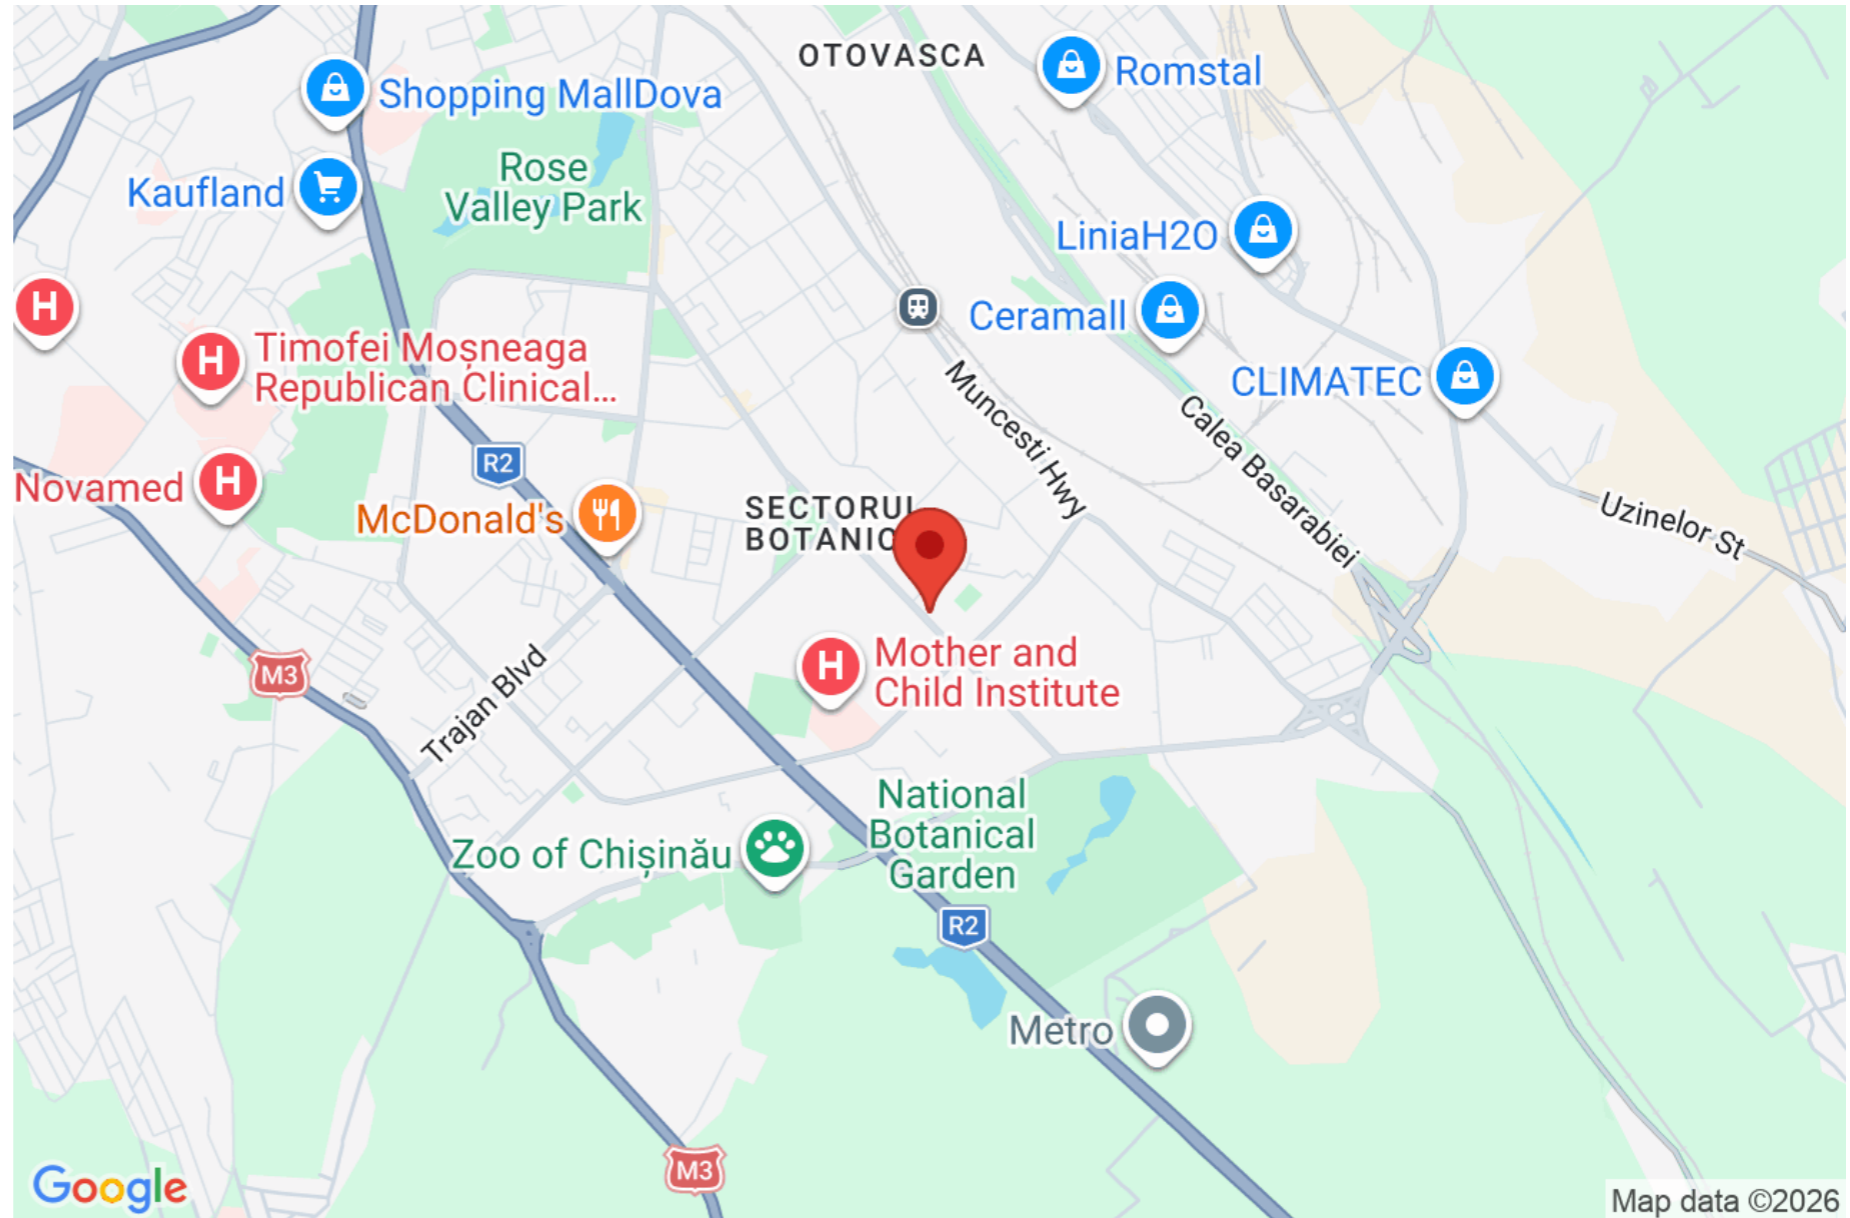 OTOVASCA
Romstal
Shopping MallDova
Rose
Valley Park
Kaufland
LiniaH2O
Ceramall
H
H
Timofei Moșneaga
Republican Clinical...
CLIMATEC
Muncesti Hwy
Calea Basarabiei
R2
Novamed
H
McDonald's
SECTORUL
BOTANIC
Uzinelor St
M3
Trajan Blvd
H
Mother and
Child Institute
National
Botanical
Garden
Zoo of Chișinău
R2
Metro
M3
Google
Map data ©2026